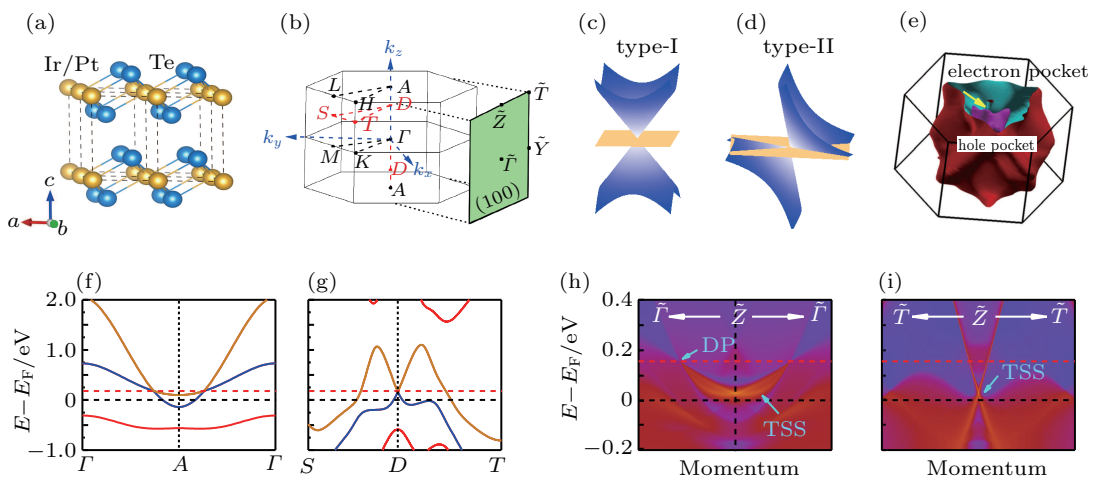 (a)
Ir/Pt
Te
c
a
b
(b)
k_z
L
A
H
D
S
T
Γ
k_y
M
K
k_x
D
A
T̃
Z̃
Ỹ
Γ̃
(100)
(c)
type-I
(d)
type-II
(e)
electron pocket
hole pocket
(f)
E−E_F/eV
2.0
1.0
0
−1.0
Γ
A
Γ
(g)
S
D
T
(h)
E−E_F/eV
0.4
0.2
0
−0.2
Γ̃
Z̃
Γ̃
DP
TSS
Momentum
(i)
T̃
Z̃
T̃
TSS
Momentum